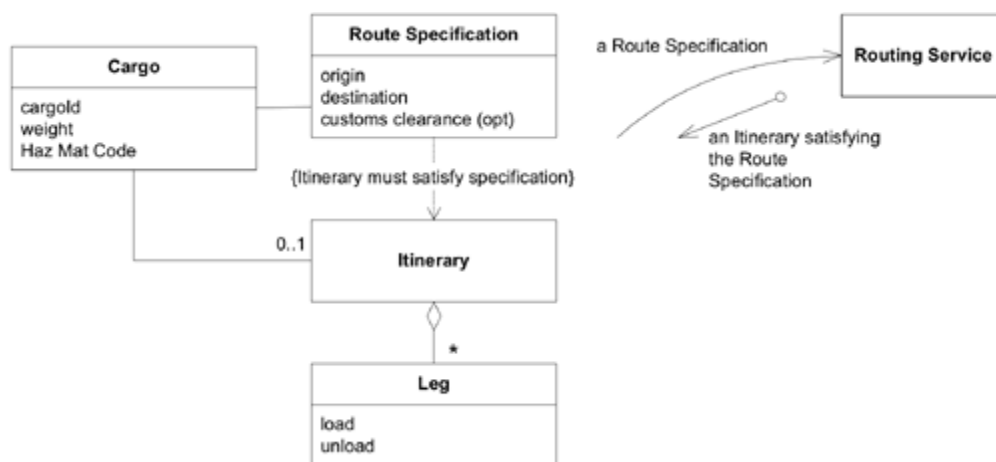 Cargo
cargoId
weight
Haz Mat Code
Route Specification
origin
destination
customs clearance (opt)
{Itinerary must satisfy specification}
0..1
Itinerary
*
Leg
load
unload
a Route Specification
Routing Service
an Itinerary satisfying
the Route
Specification